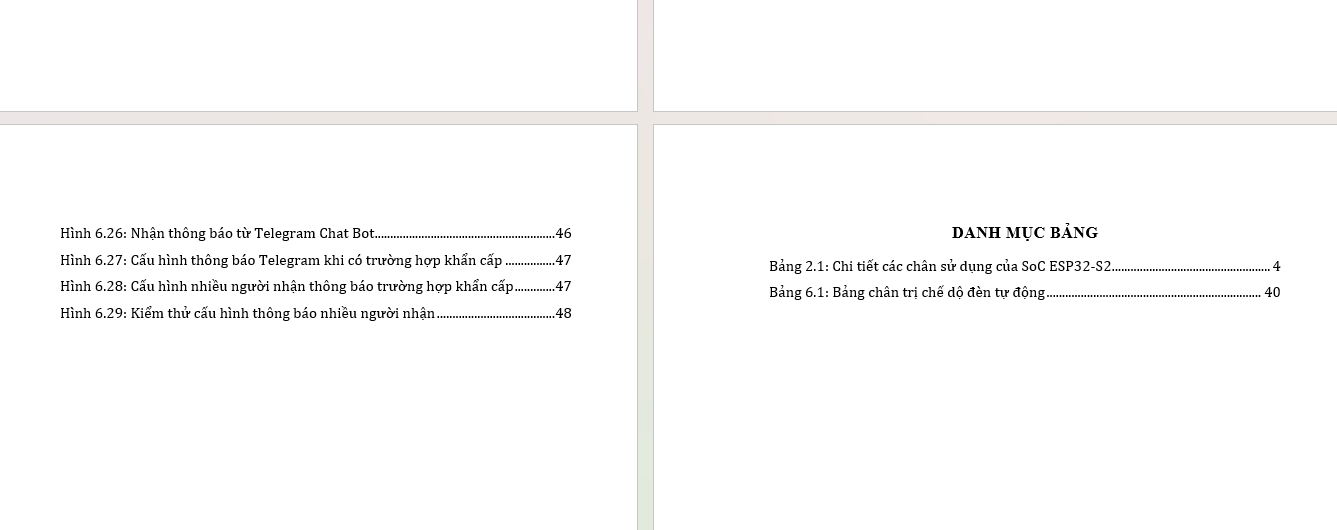 Hình 6.26: Nhận thông báo từ Telegram Chat Bot..........................................................46
Hình 6.27: Cấu hình thông báo Telegram khi có trường hợp khẩn cấp ................47
Hình 6.28: Cấu hình nhiều người nhận thông báo trường hợp khẩn cấp.............47
Hình 6.29: Kiểm thử cấu hình thông báo nhiều người nhận......................................48
DANH MỤC BẢNG
Bảng 2.1: Chi tiết các chân sử dụng của SoC ESP32-S2................................................... 4
Bảng 6.1: Bảng chân trị chế dộ đèn tự động..................................................................... 40